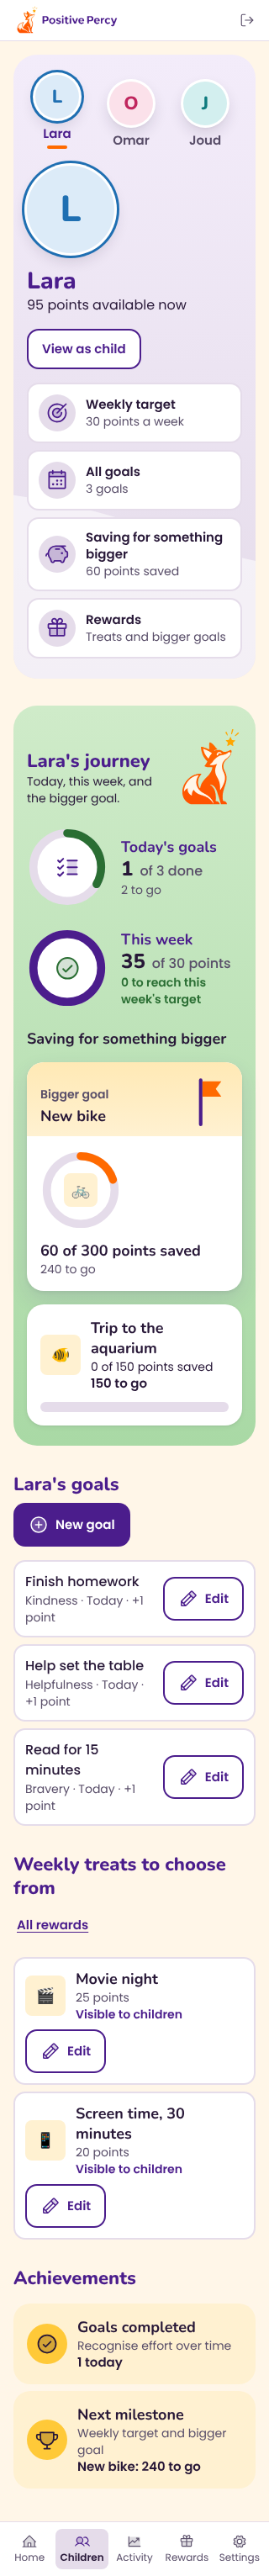 Positive Percy
L
Lara
O
Omar
J
Joud
L
Lara
95 points available now
View as child
Weekly target
30 points a week
All goals
3 goals
Saving for something
bigger
60 points saved
Rewards
Treats and bigger goals
Lara's journey
Today, this week, and
the bigger goal.
Today's goals
1 of 3 done
2 to go
This week
35 of 30 points
0 to reach this
week's target
Saving for something bigger
Bigger goal
New bike
60 of 300 points saved
240 to go
Trip to the
aquarium
0 of 150 points saved
150 to go
Lara's goals
New goal
Finish homework
Kindness · Today · +1
point
Edit
Help set the table
Helpfulness · Today ·
+1 point
Edit
Read for 15
minutes
Bravery · Today · +1
point
Edit
Weekly treats to choose
from
All rewards
Movie night
25 points
Visible to children
Edit
Screen time, 30
minutes
20 points
Visible to children
Edit
Achievements
Goals completed
Recognise effort over time
1 today
Next milestone
Weekly target and bigger
goal
New bike: 240 to go
Home
Children
Activity
Rewards
Settings